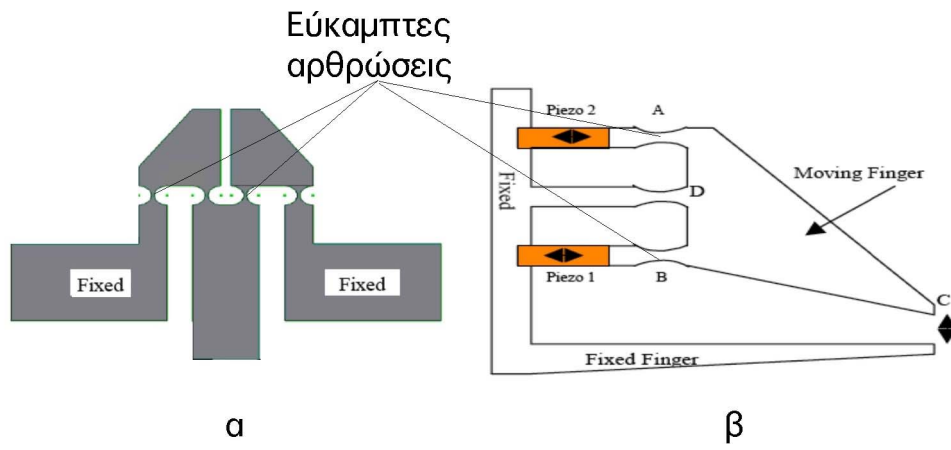 Εύκαμπτες
αρθρώσεις
Piezo 2
A
Fixed
D
Moving Finger
Fixed
Fixed
Piezo 1
B
C
Fixed Finger
α
β